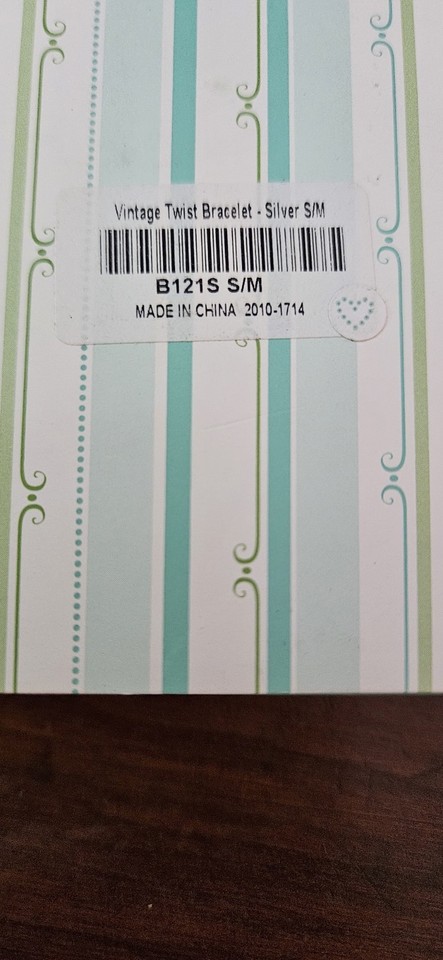 Vintage Twist Bracelet - Silver S/M
B121S S/M
MADE IN CHINA 2010-1714